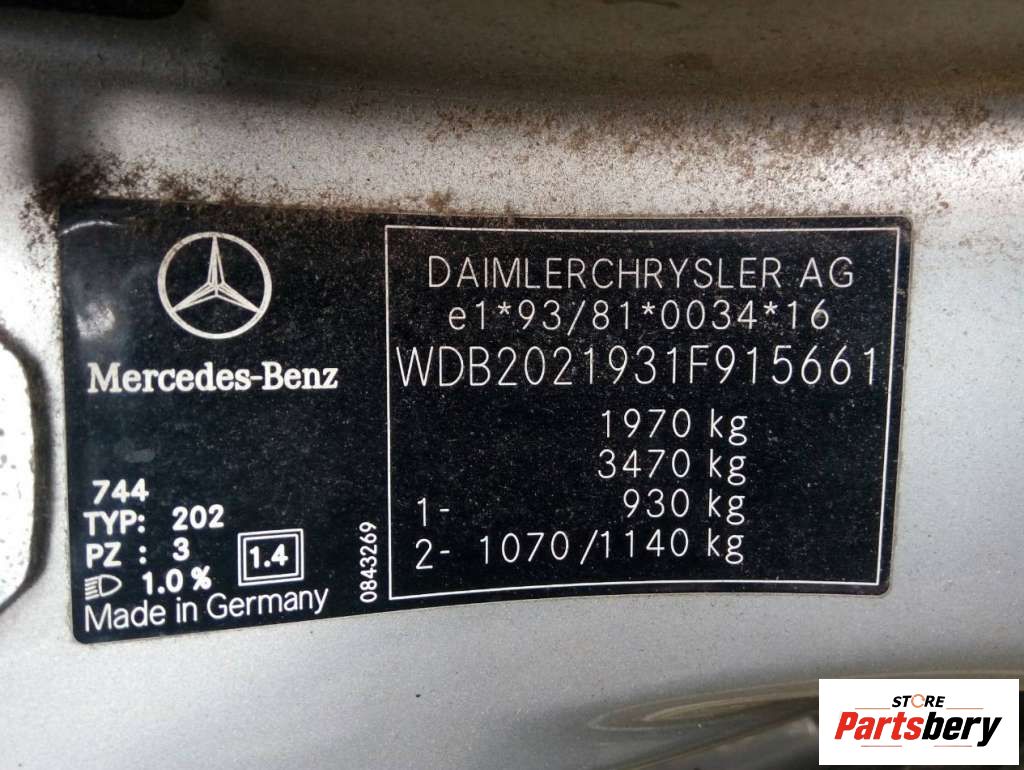 Mercedes-Benz
744
TYP: 202
PZ : 3
1.4
1.0 %
Made in Germany
0843269
DAIMLERCHRYSLER AG
e1*93/81*0034*16
WDB2021931F915661
1970 kg
3470 kg
1- 930 kg
2- 1070/1140 kg
STORE
Partsbery